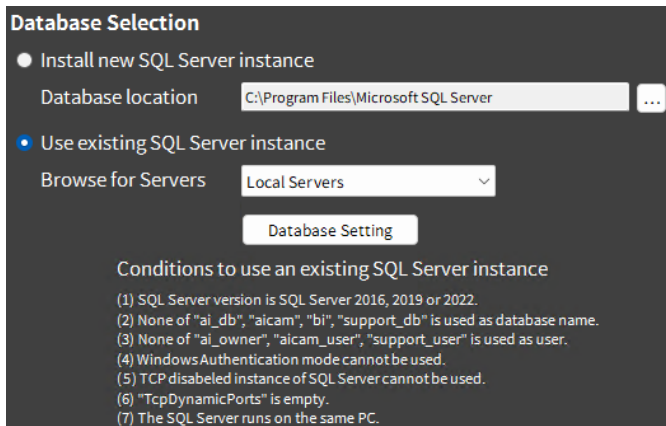 Database Selection
Install new SQL Server instance
Database location C:\Program Files\Microsoft SQL Server ...
Use existing SQL Server instance
Browse for Servers Local Servers
Database Setting
Conditions to use an existing SQL Server instance
(1) SQL Server version is SQL Server 2016, 2019 or 2022.
(2) None of "ai_db", "aicam", "bi", "support_db" is used as database name.
(3) None of "ai_owner", "aicam_user", "support_user" is used as user.
(4) Windows Authentication mode cannot be used.
(5) TCP disabeled instance of SQL Server cannot be used.
(6) "TcpDynamicPorts" is empty.
(7) The SQL Server runs on the same PC.